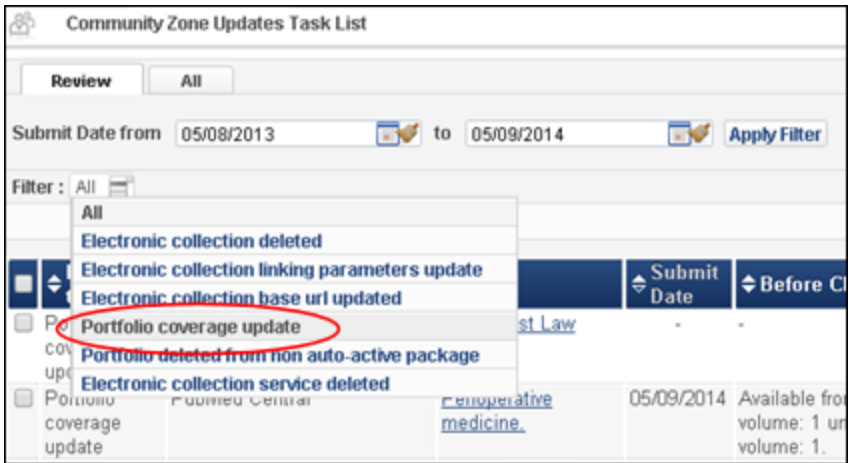 Community Zone Updates Task List
Review All
Submit Date from 05/08/2013 to 05/09/2014 Apply Filter
Filter : All
All
Electronic collection deleted
Electronic collection linking parameters update
Electronic collection base url updated
Portfolio coverage update
Portfolio deleted from non auto-active package
Electronic collection service deleted
Submit Date
Before
st Law
- -
Portfolio coverage update
PubMed Central
Perioperative medicine.
05/09/2014
Available
volume: 1
volume: 1.